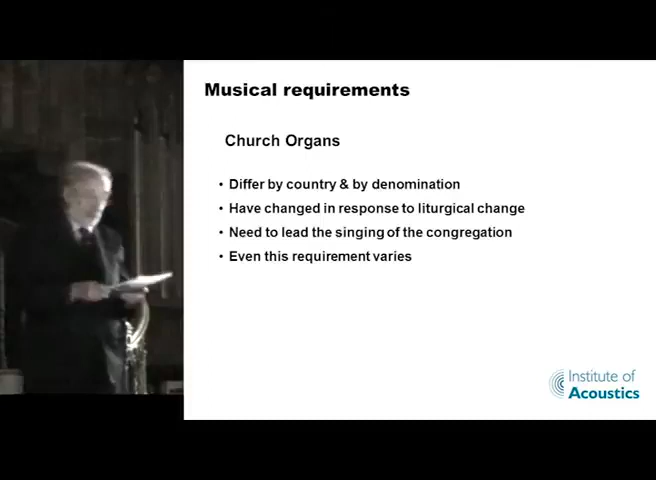 Musical requirements
Church Organs
• Differ by country & by denomination
• Have changed in response to liturgical change
• Need to lead the singing of the congregation
• Even this requirement varies
Institute of
Acoustics